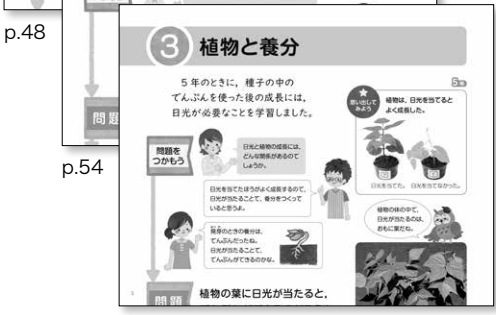 p.48
問題
p.54
3 植物と養分
5年のときに，種子の中の
でんぷんを使った後の成長には，
日光が必要なことを学習しました。
5年
思い出して
みよう
植物は、日光を当てると
よく成長した。
日光を当てた。 日光を当てなかった。
問題を
つかもう
日光と植物の成長には、
どんな関係があるので
しょうか。
日光を当てたほうがよく成長するので、
日光が当たることで、養分をつくって
いると思うよ。
植物の体の中で、
日光が当たるのは、
おもに葉だね。
発芽のときの養分は、
でんぷんだったね。
日光が当たることで、
でんぷんができるのかな。
問題
植物の葉に日光が当たると，